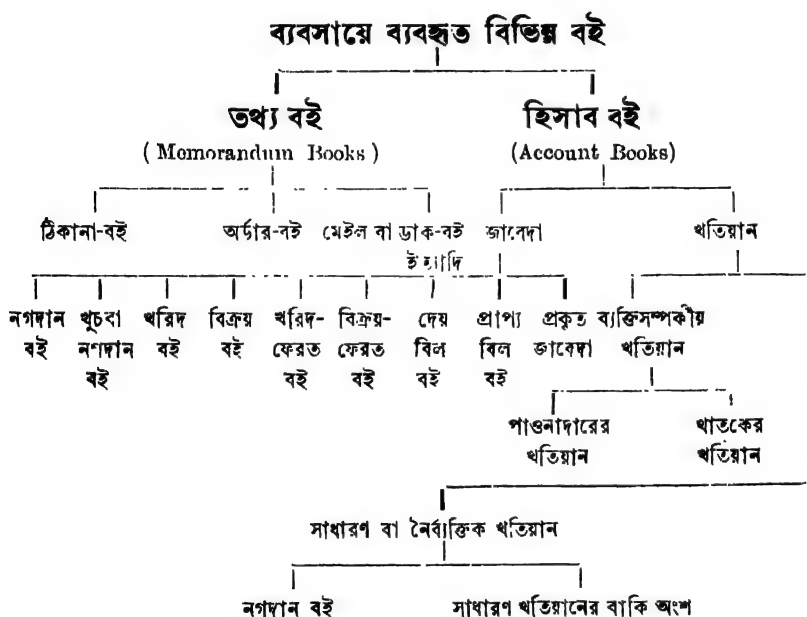 ব্যবসায়ে ব্যবহৃত বিভিন্ন বই
তথ্য বই হিসাব বই
( Memorandum Books ) (Account Books)
ঠিকানা-বই অর্ডার-বই মেইল বা ডাক-বই জাবেদা খতিয়ান
ইত্যাদি
নগদান খুচবা খরিদ বিক্রয় খরিদ- বিক্রয়- দেয় প্রাপ্য প্রকৃত ব্যক্তিসম্পর্কীয়
বই নগদান বই বই ফেরত ফেরত বিল বিল জাবেদা খতিয়ান
বই বই বই বই বই
পাওনাদারের খাতকের
খতিয়ান খতিয়ান
সাধারণ বা নৈর্ব্যক্তিক খতিয়ান
নগদান বই সাধারণ খতিয়ানের বাকি অংশ